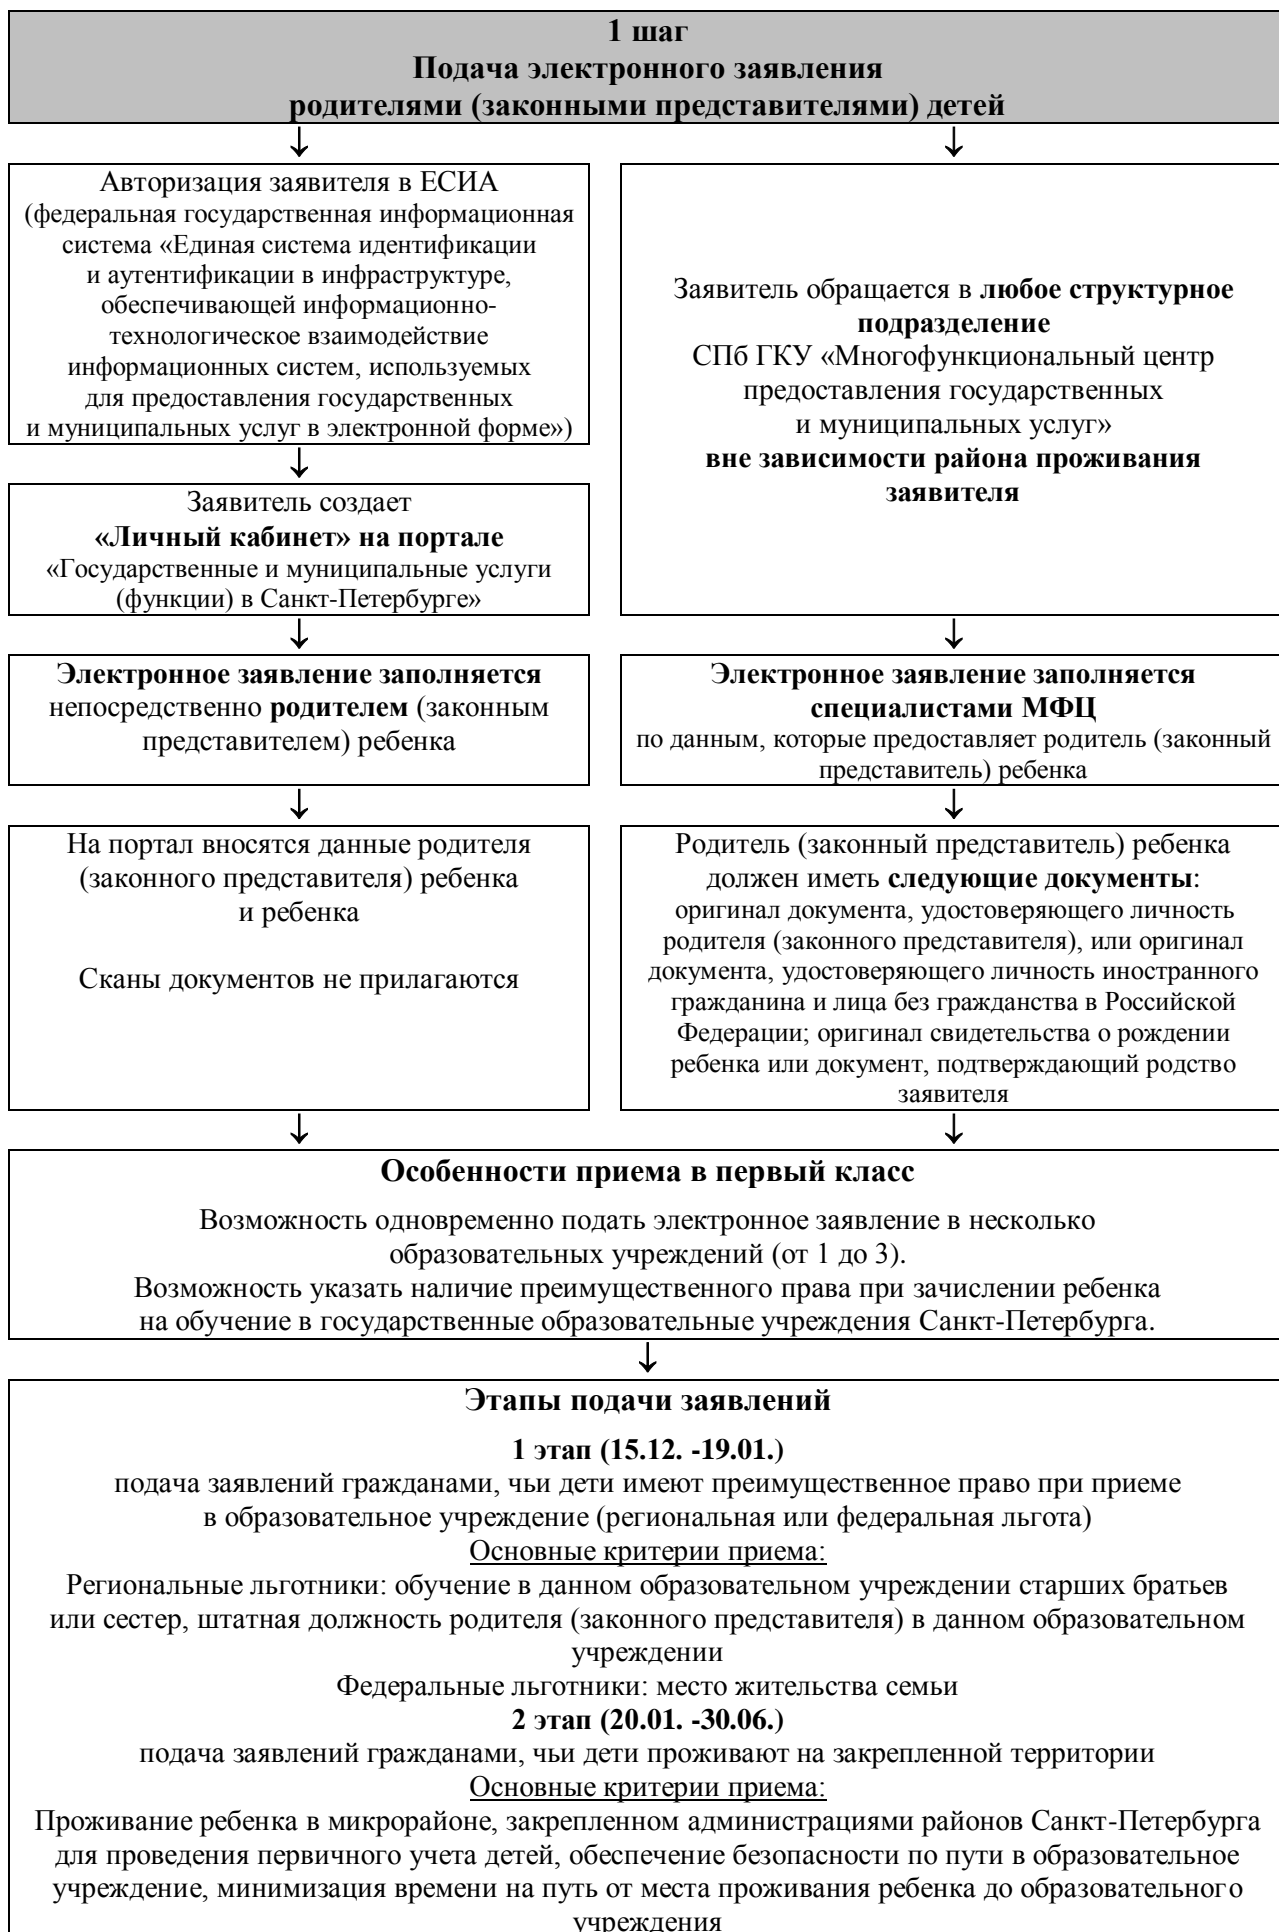 1 шаг
Подача электронного заявления
родителями (законными представителями) детей
Авторизация заявителя в ЕСИА
(федеральная государственная информационная
система «Единая система идентификации
и аутентификации в инфраструктуре,
обеспечивающей информационно-
технологическое взаимодействие
информационных систем, используемых
для предоставления государственных
и муниципальных услуг в электронной форме»)
Заявитель создает
«Личный кабинет» на портале
«Государственные и муниципальные услуги
(функции) в Санкт-Петербурге»
Электронное заявление заполняется
непосредственно родителем (законным
представителем) ребенка
На портал вносятся данные родителя
(законного представителя) ребенка
и ребенка
Сканы документов не прилагаются
Заявитель обращается в любое структурное
подразделение
СПб ГКУ «Многофункциональный центр
предоставления государственных
и муниципальных услуг»
вне зависимости района проживания
заявителя
Электронное заявление заполняется
специалистами МФЦ
по данным, которые предоставляет родитель (законный
представитель) ребенка
Родитель (законный представитель) ребенка
должен иметь следующие документы:
оригинал документа, удостоверяющего личность
родителя (законного представителя), или оригинал
документа, удостоверяющего личность иностранного
гражданина и лица без гражданства в Российской
Федерации; оригинал свидетельства о рождении
ребенка или документ, подтверждающий родство
заявителя
Особенности приема в первый класс
Возможность одновременно подать электронное заявление в несколько
образовательных учреждений (от 1 до 3).
Возможность указать наличие преимущественного права при зачислении ребенка
на обучение в государственные образовательные учреждения Санкт-Петербурга.
Этапы подачи заявлений
1 этап (15.12. -19.01.)
подача заявлений гражданами, чьи дети имеют преимущественное право при приеме
в образовательное учреждение (региональная или федеральная льгота)
Основные критерии приема:
Региональные льготники: обучение в данном образовательном учреждении старших братьев
или сестер, штатная должность родителя (законного представителя) в данном образовательном
учреждении
Федеральные льготники: место жительства семьи
2 этап (20.01. -30.06.)
подача заявлений гражданами, чьи дети проживают на закрепленной территории
Основные критерии приема:
Проживание ребенка в микрорайоне, закрепленном администрациями районов Санкт-Петербурга
для проведения первичного учета детей, обеспечение безопасности по пути в образовательное
учреждение, минимизация времени на путь от места проживания ребенка до образовательного
учреждения